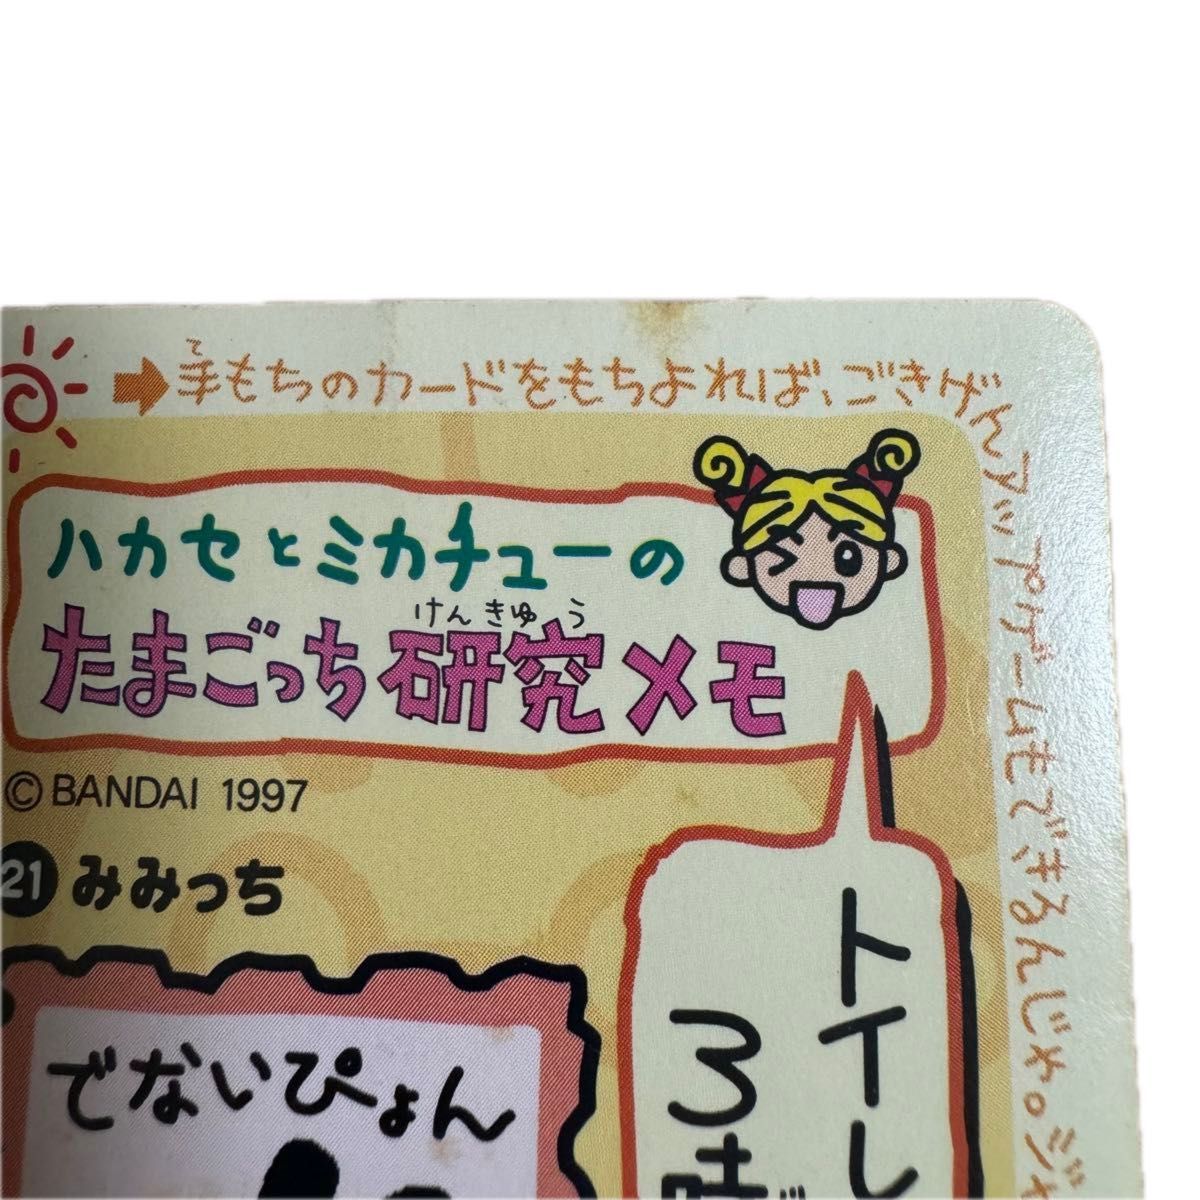 手もちのカードをもちよれば、ごきげんアップゲームもできるんじゃ。ジャ
て
ハカセとミカチューの
けんきゅう
たまごっち研究メモ
©BANDAI 1997
21 みみっち
でないぴょん
トイレ
3時